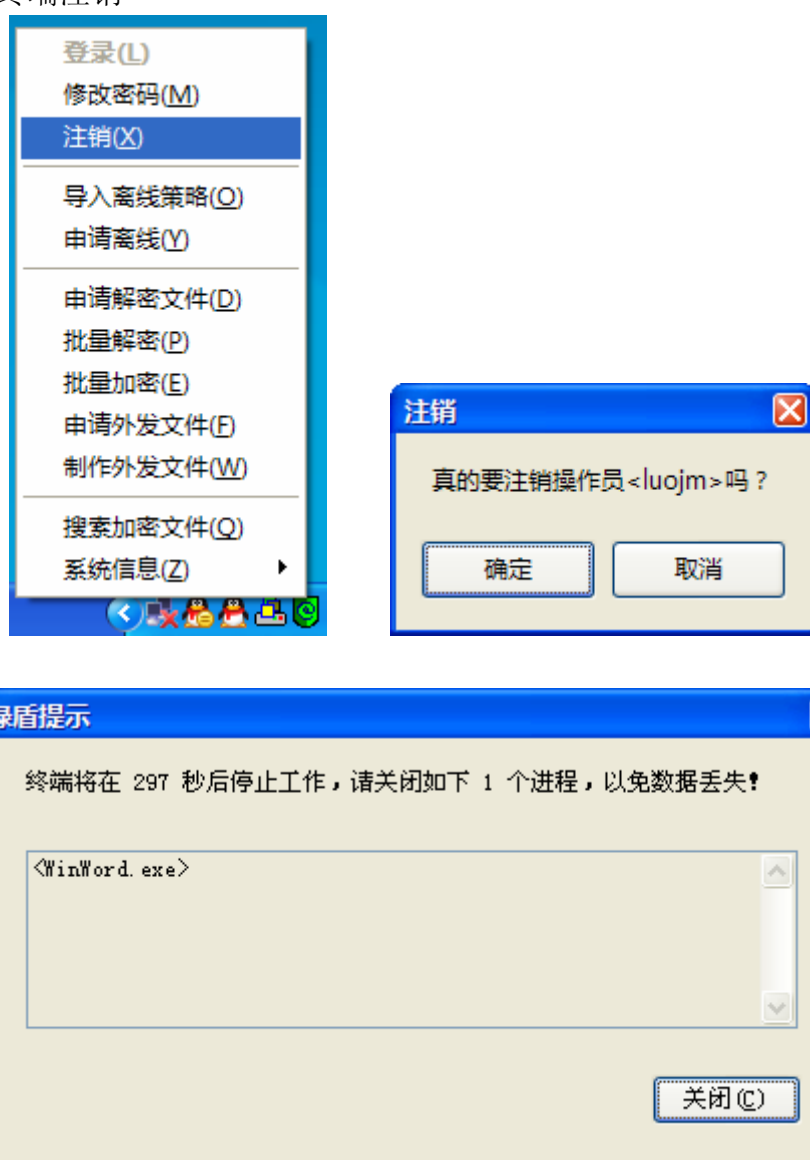 终端注销
登录(L)
修改密码(M)
注销(X)
导入离线策略(O)
申请离线(Y)
申请解密文件(D)
批量解密(P)
批量加密(E)
申请外发文件(F)
制作外发文件(W)
搜索加密文件(Q)
系统信息(Z)
注销
真的要注销操作员<luojm>吗？
确定 取消
绿盾提示
终端将在 297 秒后停止工作，请关闭如下 1 个进程，以免数据丢失！
<WinWord.exe>
关闭(C)